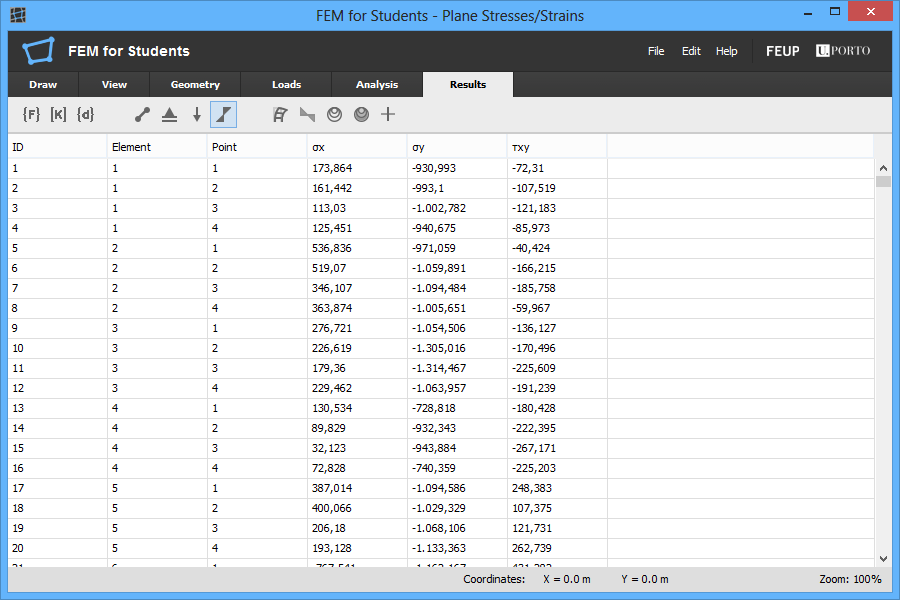 FEM for Students - Plane Stresses/Strains
FEM for Students File Edit Help FEUP U.PORTO
Draw View Geometry Loads Analysis Results
{F} [K] {d}
ID Element Point σx σy τxy
1 1 1 173,864 -930,993 -72,31
2 1 2 161,442 -993,1 -107,519
3 1 3 113,03 -1.002,782 -121,183
4 1 4 125,451 -940,675 -85,973
5 2 1 536,836 -971,059 -40,424
6 2 2 519,07 -1.059,891 -166,215
7 2 3 346,107 -1.094,484 -185,758
8 2 4 363,874 -1.005,651 -59,967
9 3 1 276,721 -1.054,506 -136,127
10 3 2 226,619 -1.305,016 -170,496
11 3 3 179,36 -1.314,467 -225,609
12 3 4 229,462 -1.063,957 -191,239
13 4 1 130,534 -728,818 -180,428
14 4 2 89,829 -932,343 -222,395
15 4 3 32,123 -943,884 -267,171
16 4 4 72,828 -740,359 -225,203
17 5 1 387,014 -1.094,586 248,383
18 5 2 400,066 -1.029,329 107,375
19 5 3 206,18 -1.068,106 121,731
20 5 4 193,128 -1.133,363 262,739
Coordinates: X = 0.0 m Y = 0.0 m Zoom: 100%